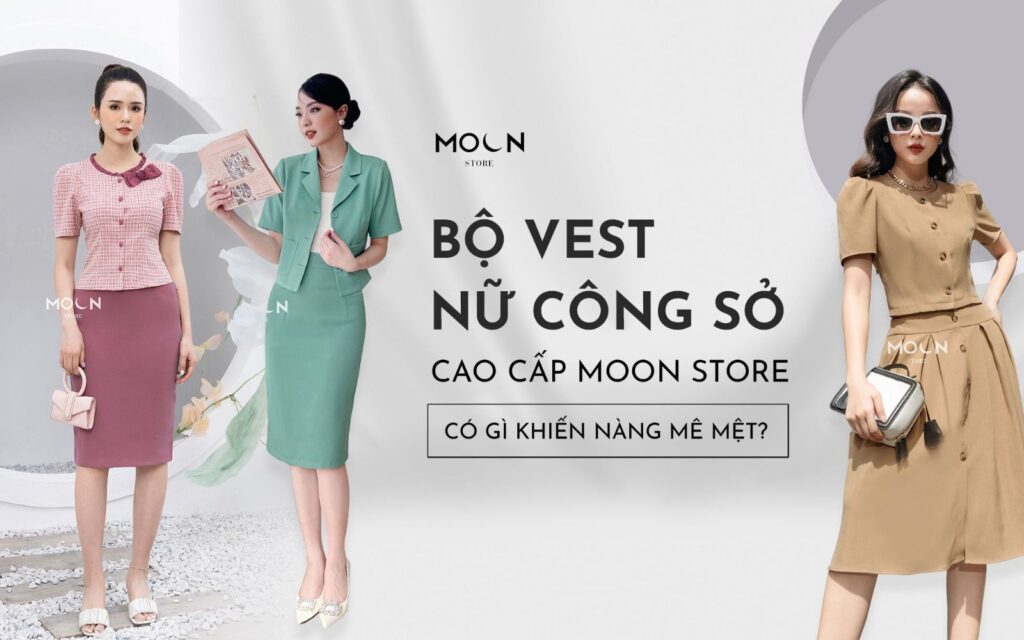 MOON
STORE
BỘ VEST
NỮ CÔNG SỞ
CAO CẤP MOON STORE
CÓ GÌ KHIẾN NÀNG MÊ MỆT?
MOON
STORE
ON
MOON
STORE